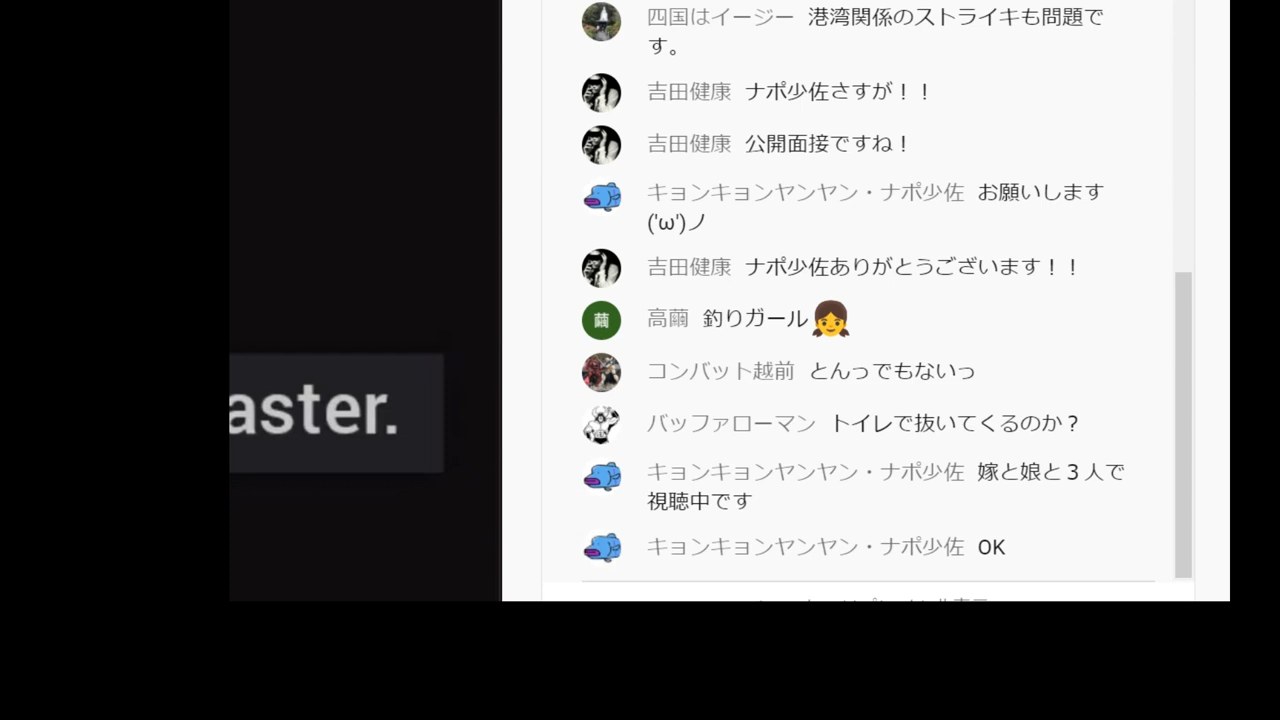 四国はイージー 港湾関係のストライキも問題で
す。
吉田健康 ナポ少佐さすが！！
吉田健康 公開面接ですね！
キョンキョンヤンヤン・ナポ少佐 お願いします
('ω')ノ
吉田健康 ナポ少佐ありがとうございます！！
繭 高繭 釣りガール👧
コンバット越前 とんっでもないっ
aster.
バッファローマン トイレで抜いてくるのか？
キョンキョンヤンヤン・ナポ少佐 嫁と娘と３人で
視聴中です
キョンキョンヤンヤン・ナポ少佐 OK